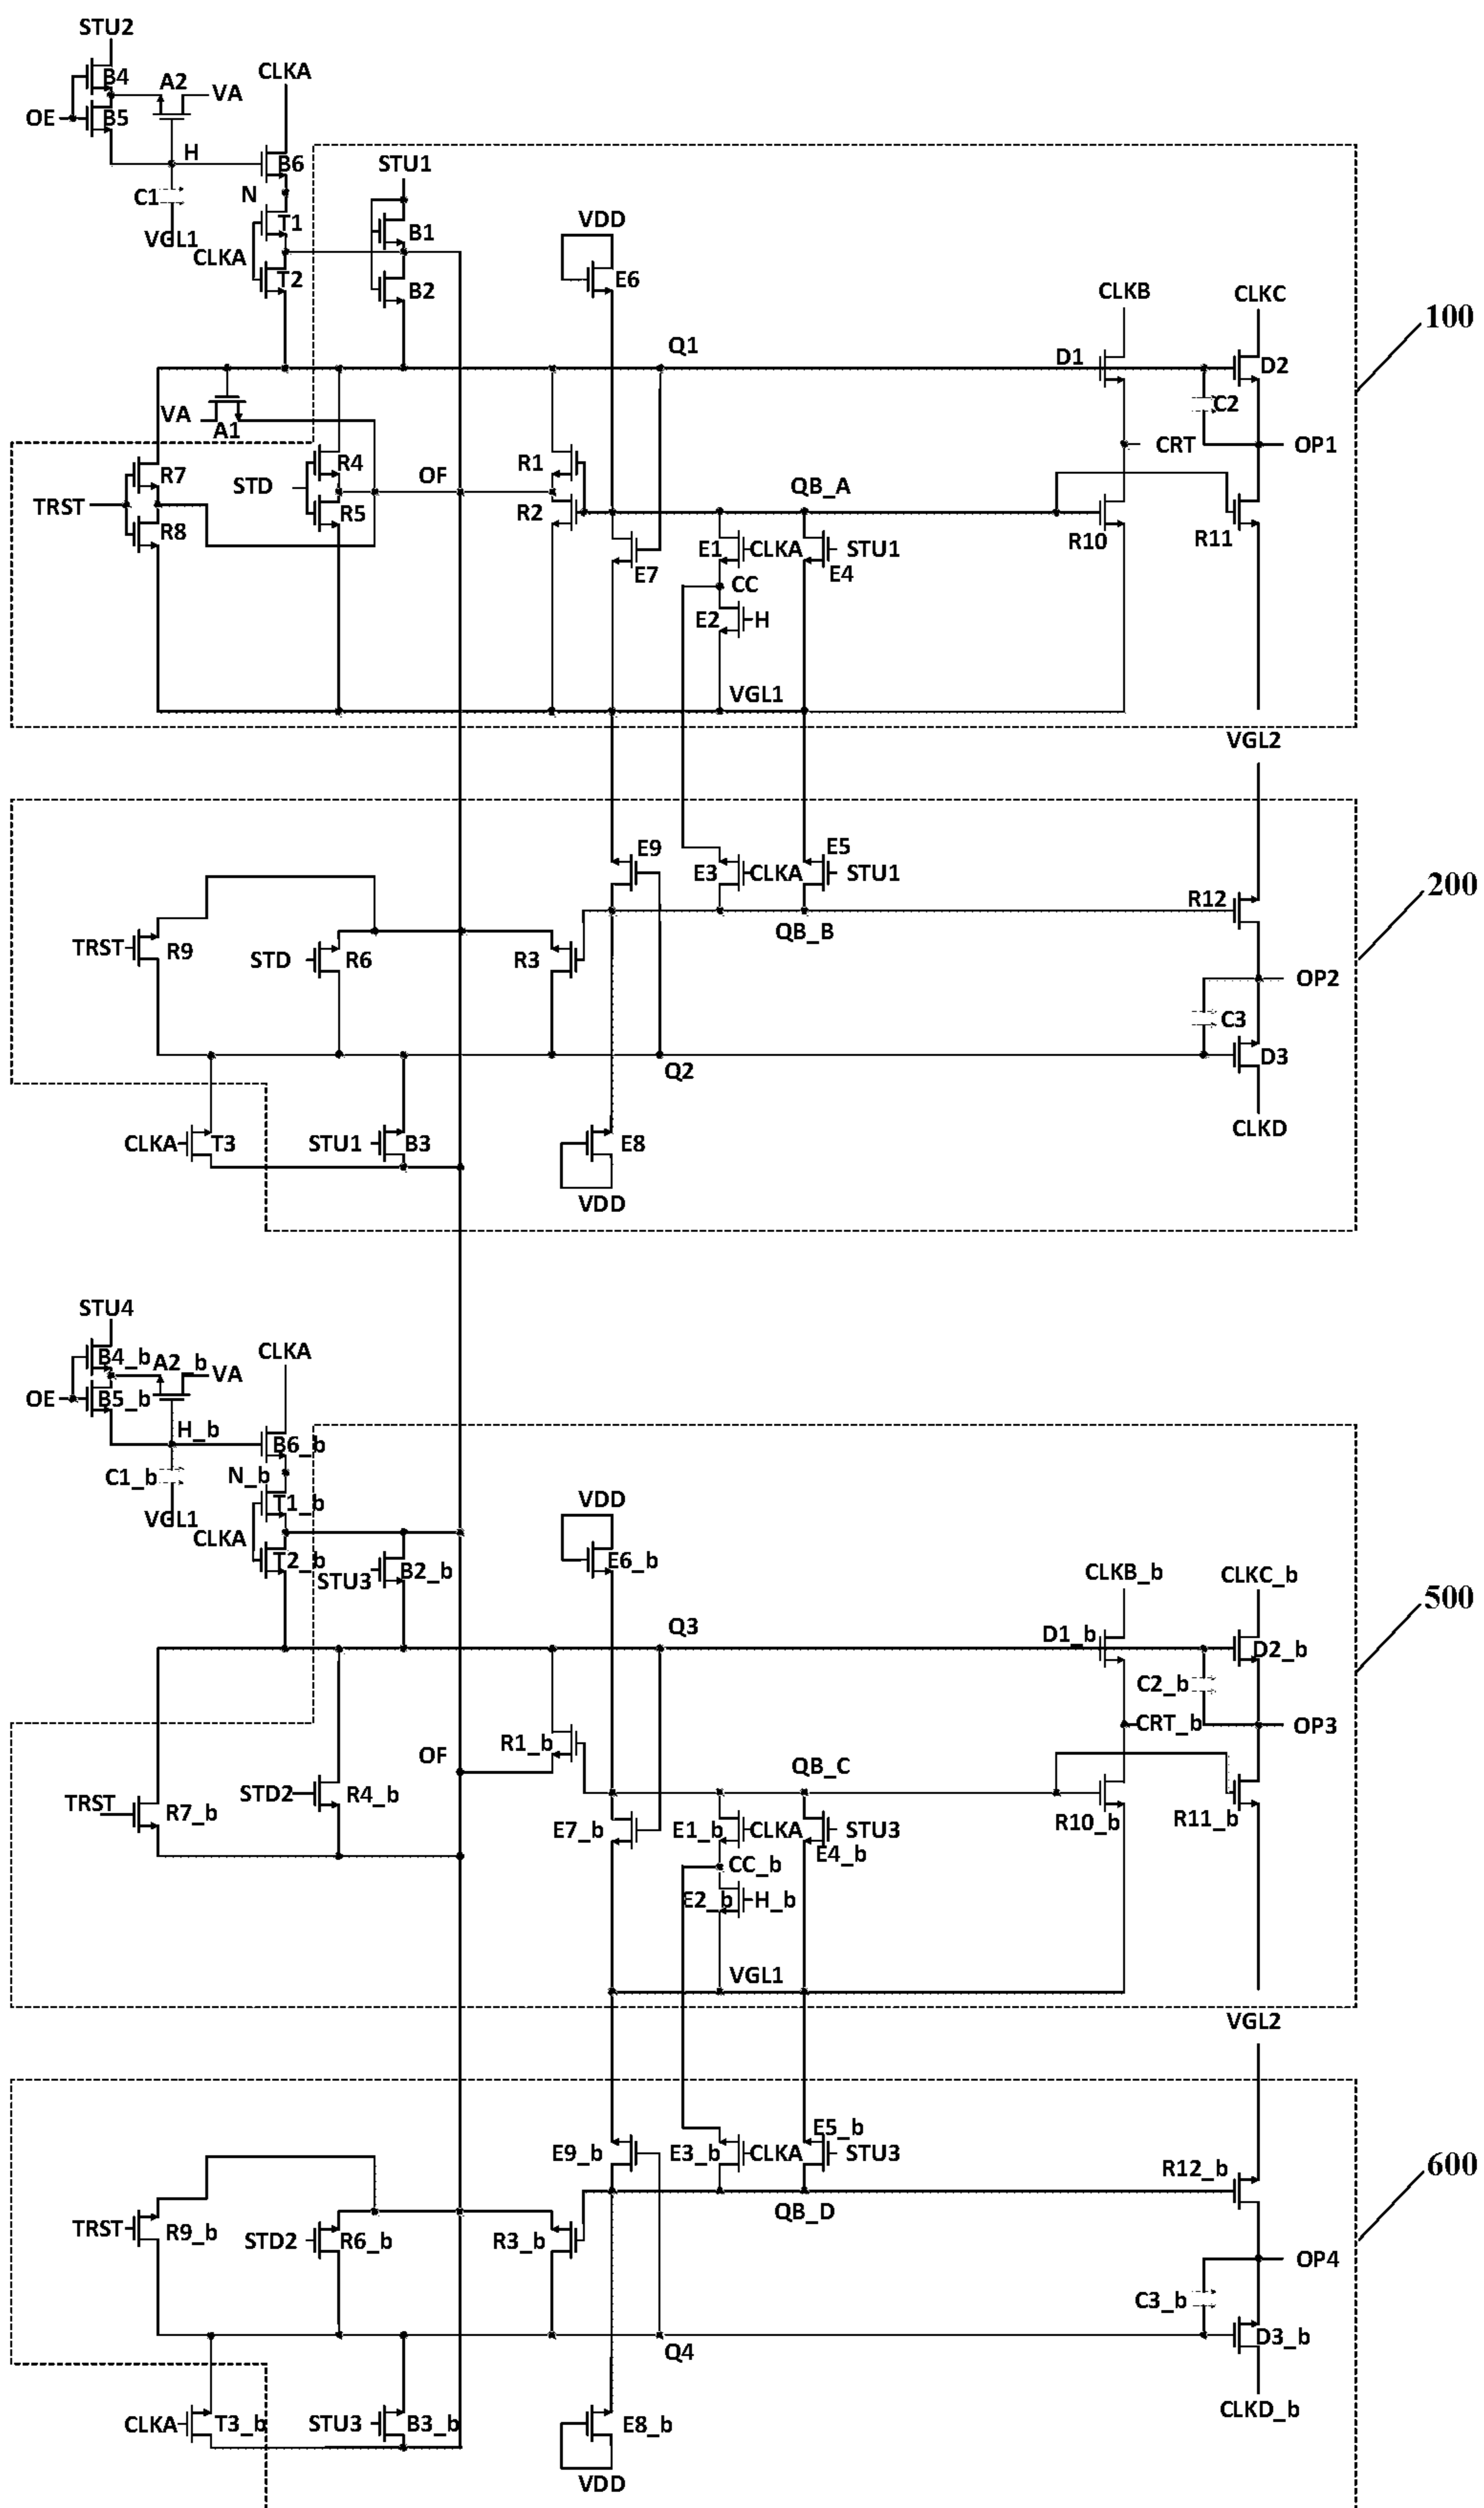 STU2
B4
A2
CLKA
VA
OE
B5
H
STU1
B6
C1
N
VGL1
T1
CLKA
T2
B1
B2
VDD
E6
CLKB
CLKC
100
Q1
D1
D2
VA
A1
C2
CRT
OP1
R7
STD
R4
OF
R1
QB_A
TRST
R5
R2
R8
E7
E1
CLKA
STU1
E4
R10
R11
CC
E2
H
VGL1
VGL2
E9
E5
E3
CLKA
STU1
R12
200
QB_B
TRST
R9
STD
R6
R3
OP2
C3
Q2
D3
CLKD
CLKA
T3
STU1
B3
E8
VDD
STU4
B4_b
A2_b
VA
CLKA
OE
B5_b
H_b
B6_b
C1_b
N_b
VGL1
T1_b
CLKA
T2_b
STU3
B2_b
VDD
E6_b
CLKB_b
CLKC_b
500
Q3
D1_b
D2_b
C2_b
CRT_b
OP3
OF
R1_b
QB_C
TRST
R7_b
STD2
R4_b
E7_b
E1_b
CLKA
STU3
E4_b
R10_b
R11_b
CC_b
E2_b
H_b
VGL1
VGL2
E9_b
E5_b
E3_b
CLKA
STU3
R12_b
600
QB_D
TRST
R9_b
STD2
R6_b
R3_b
OP4
C3_b
Q4
D3_b
CLKD_b
CLKA
T3_b
STU3
B3_b
E8_b
VDD